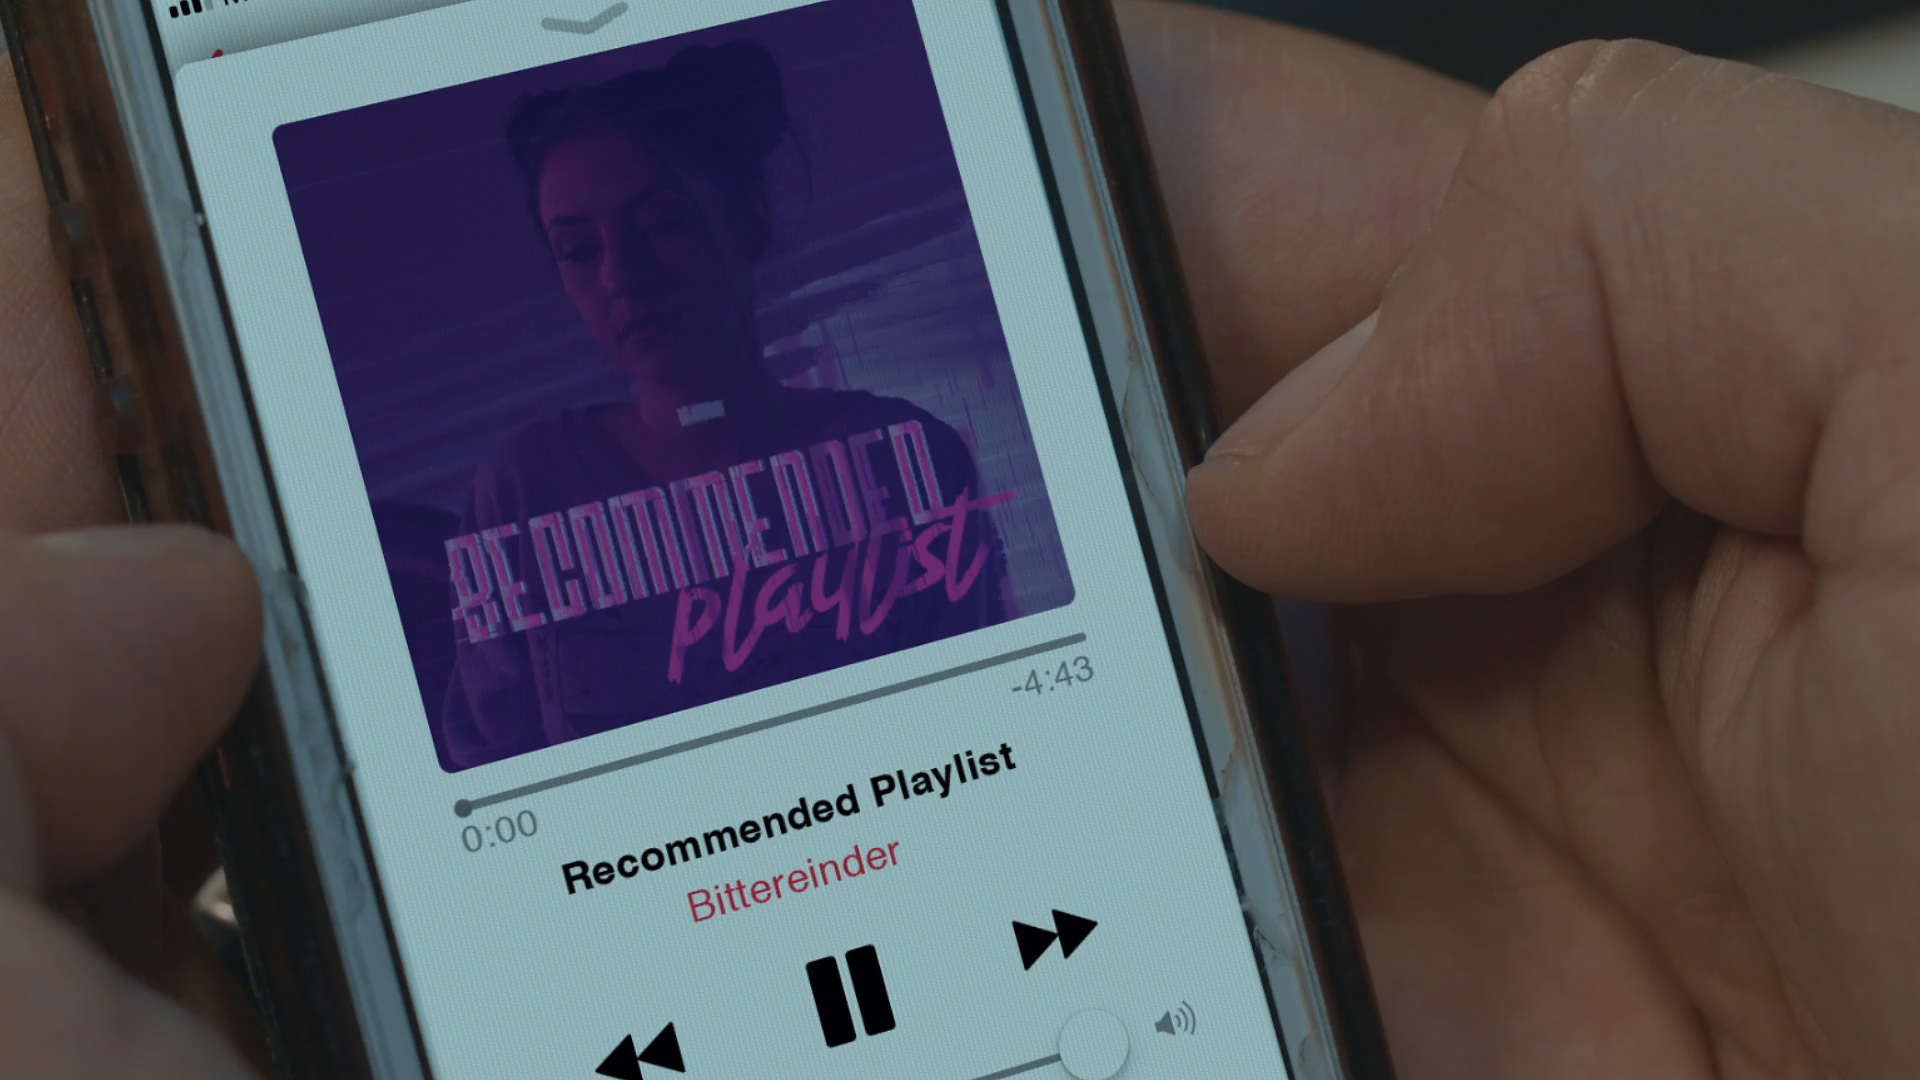 RECOMMENDED
playlist
-4:43
0:00
Recommended Playlist
Bittereinder